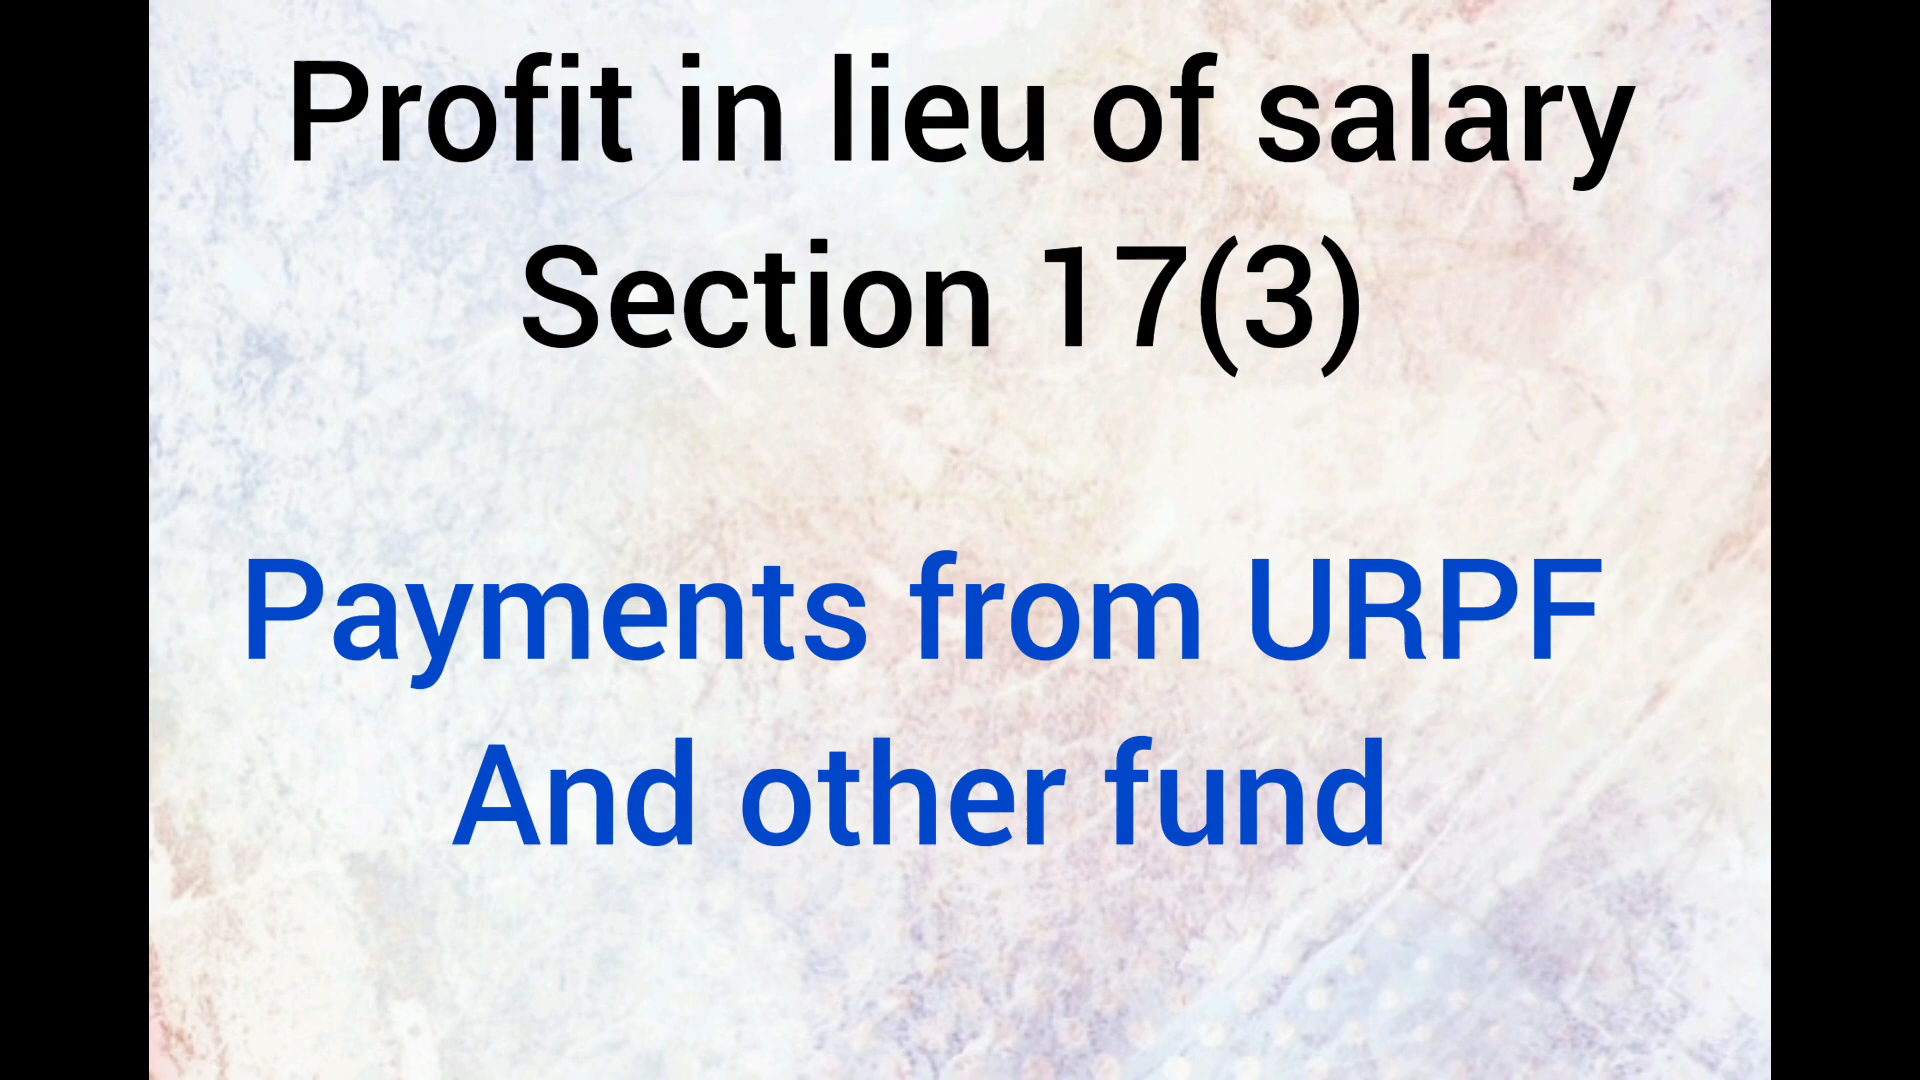 Profit in lieu of salary
Section 17(3)
Payments from URPF
And other fund